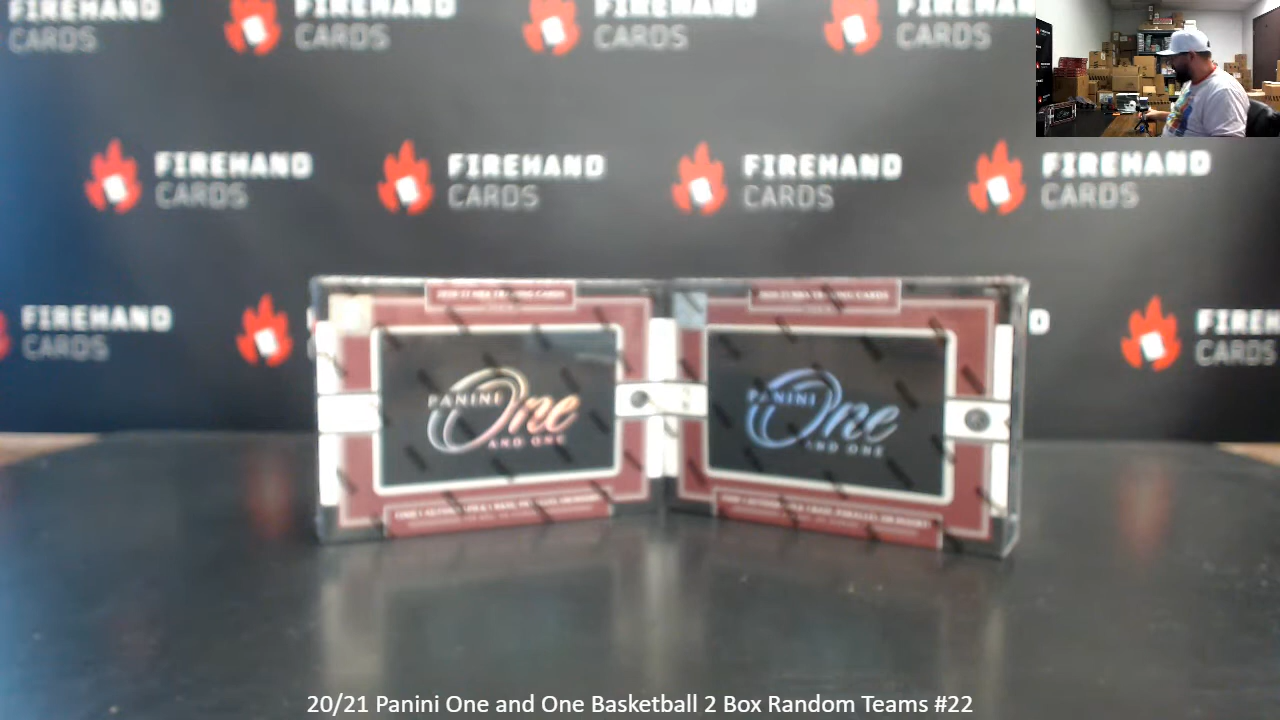 FIREHAND
CARDS
FIREHAND
CARDS
FIREHAND
CARDS
FIREHAND
CARDS
FIREHAND
CARDS
FIREHAND
CARDS
FIREHAND
CARDS
FIREHAND
CARDS
FIREHAND
CARDS
FIREH
CARDS
PANINI One
AND ONE
PANINI One
AND ONE
20/21 Panini One and One Basketball 2 Box Random Teams #22